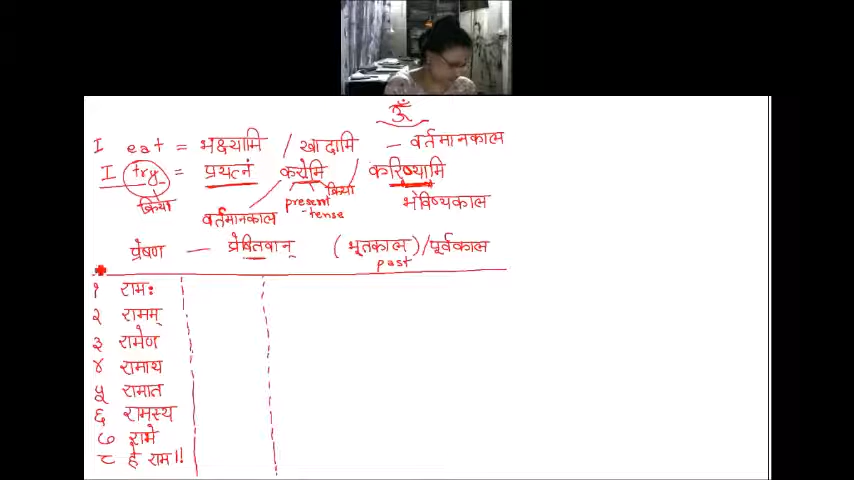 ॐ
I eat = भक्ष्यामि / खादामि – वर्तमानकाल
I try = प्रयत्नं करोमि करिष्यामि
क्रिया वर्तमानकाल present tense क्रिया भविष्यकाल
प्रेषण — प्रेषितवान् (भूतकाल) / पूर्वकाल
past
१ रामः
२ रामम्
३ रामेण
४ रामाय
५ रामात
६ रामस्य
७ रामे
८ हे राम!!